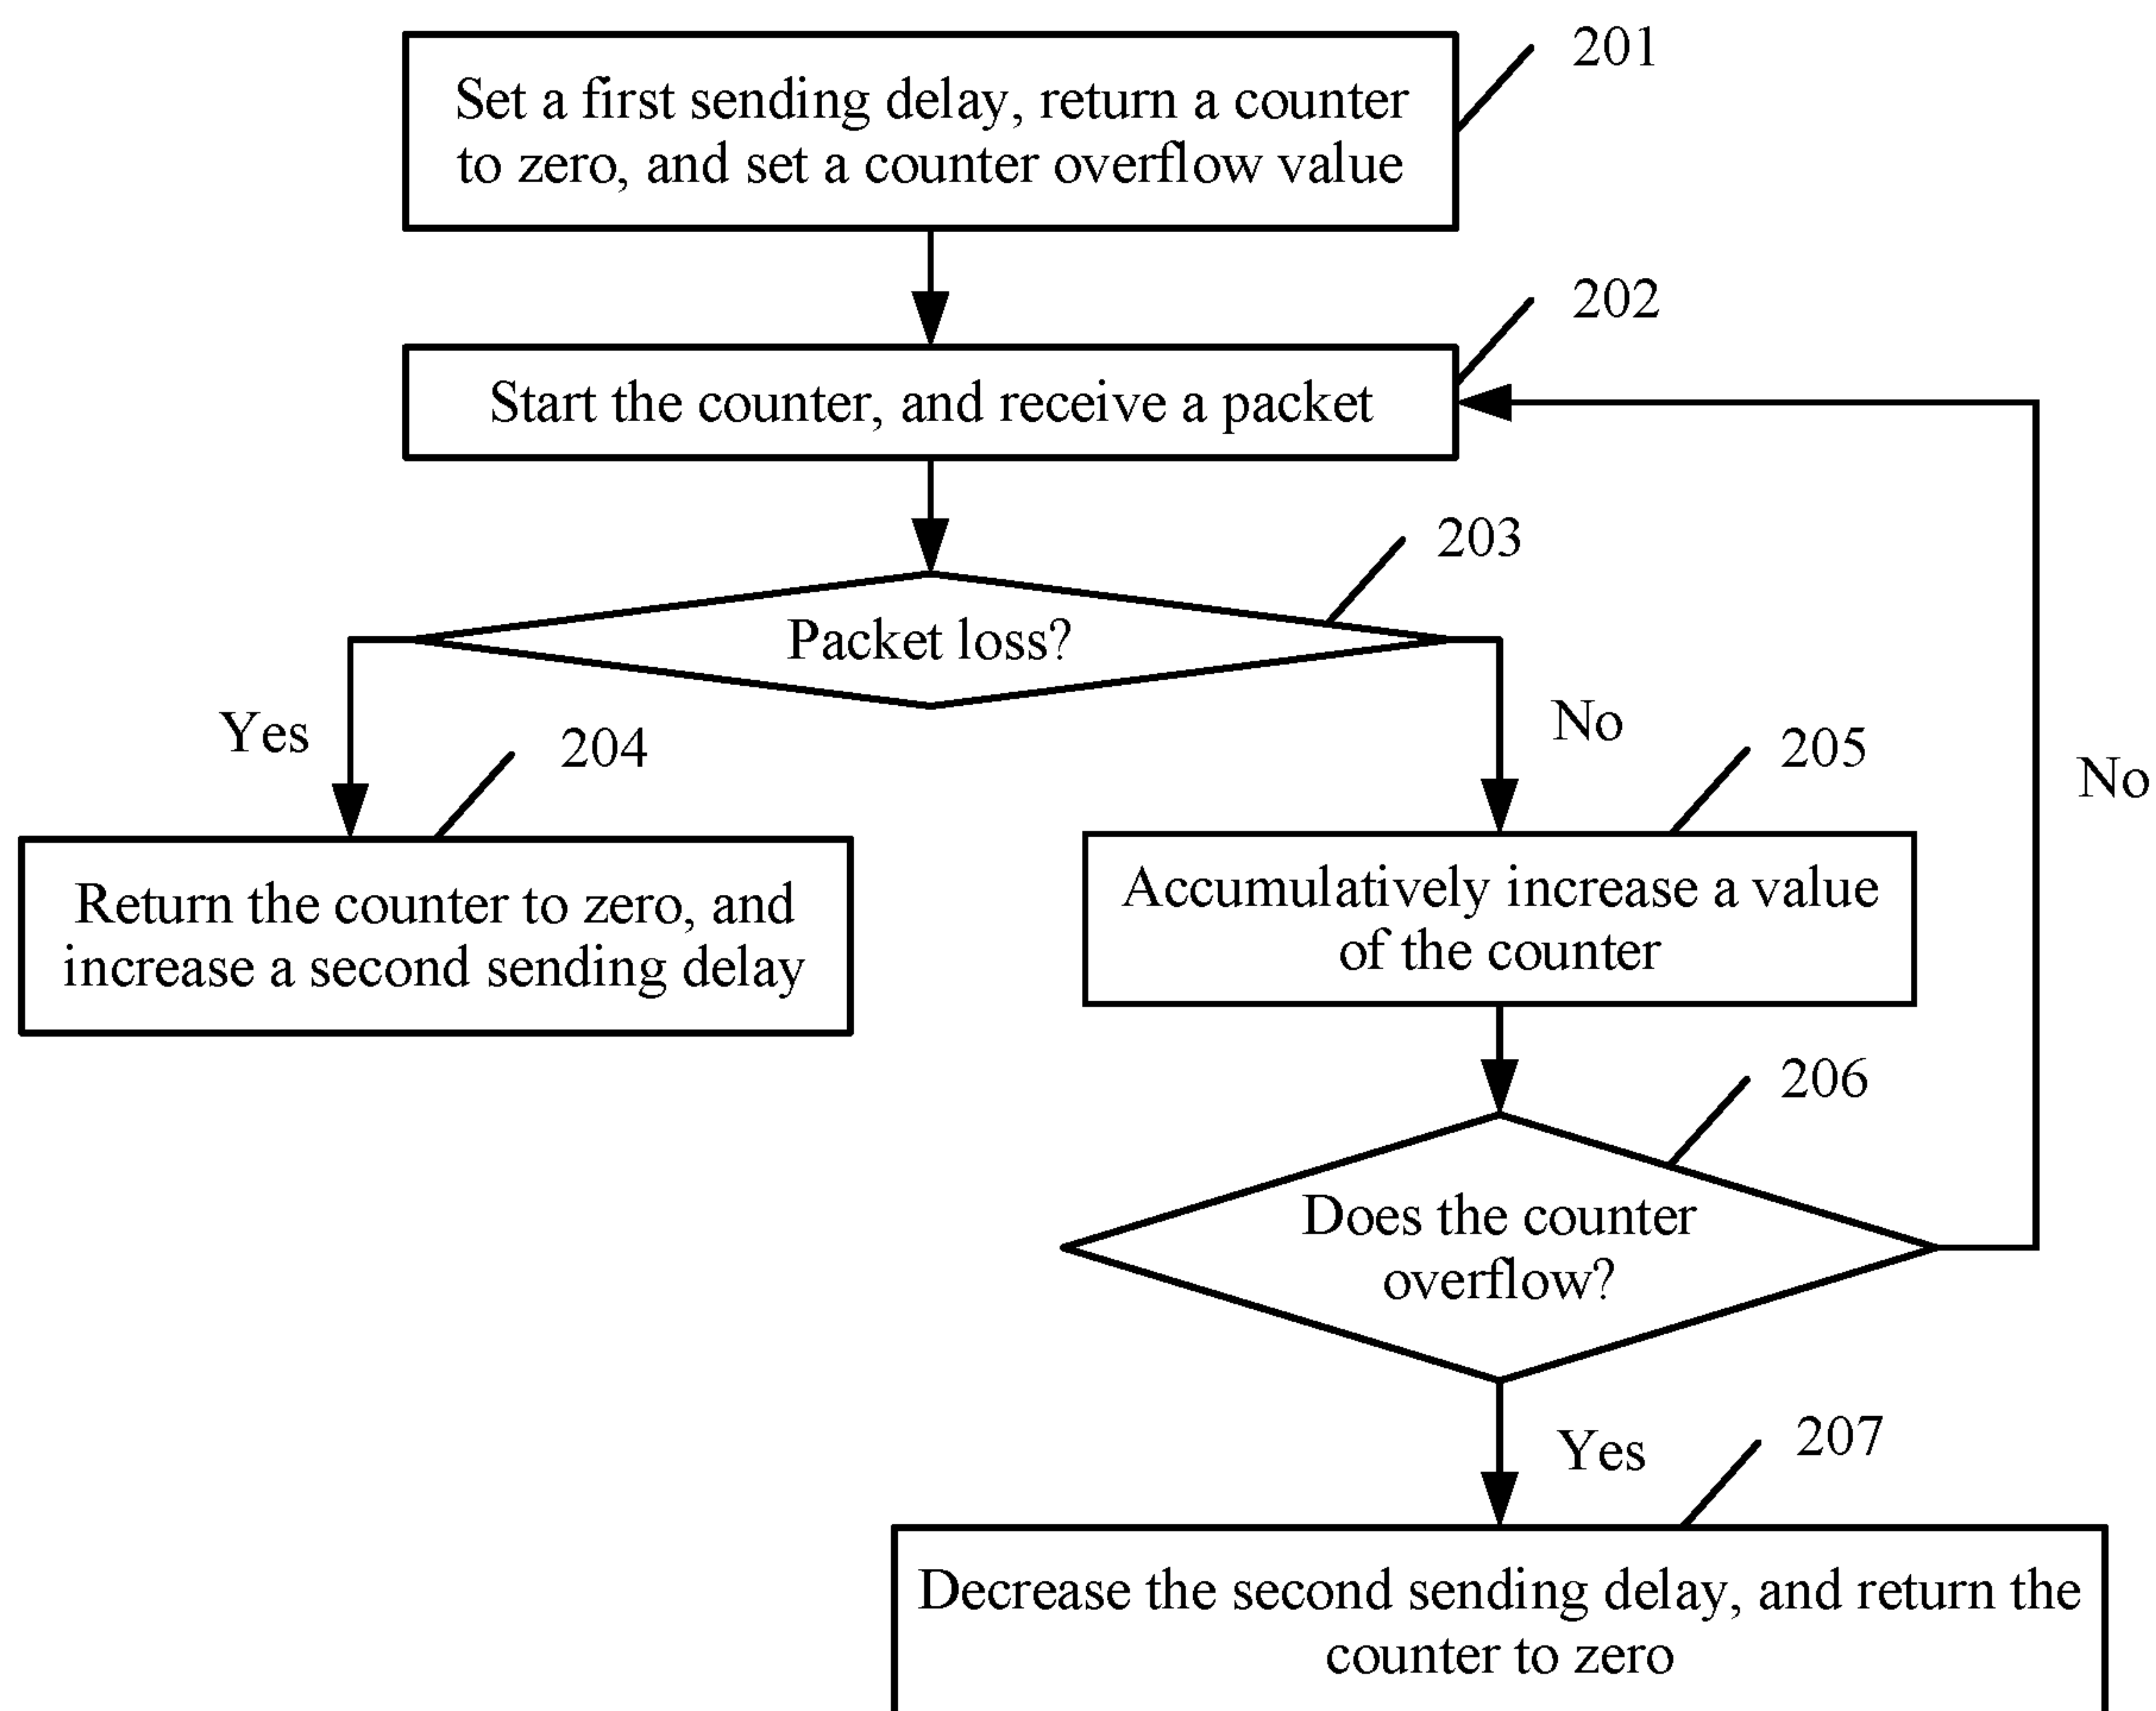 201
Set a first sending delay, return a counter
to zero, and set a counter overflow value
202
Start the counter, and receive a packet
203
Packet loss?
Yes
No
204
205
No
Return the counter to zero, and
increase a second sending delay
Accumulatively increase a value
of the counter
206
Does the counter
overflow?
Yes
207
Decrease the second sending delay, and return the
counter to zero